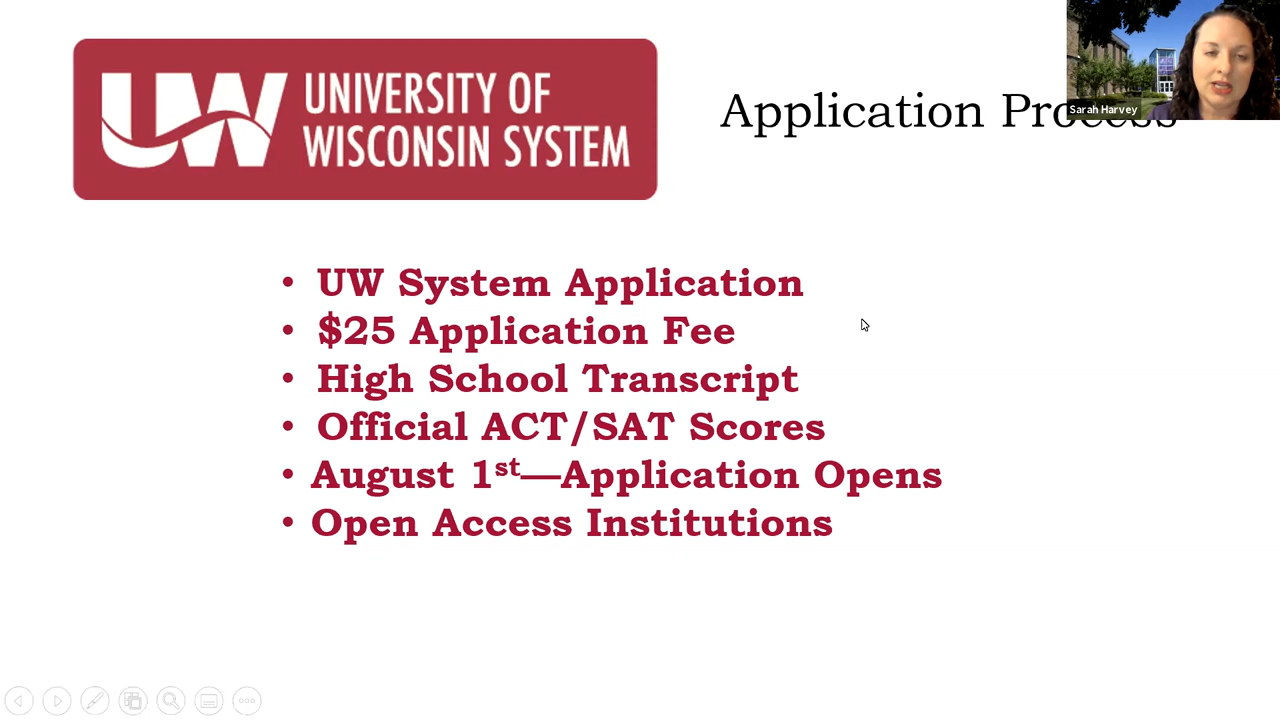 UW UNIVERSITY OF
WISCONSIN SYSTEM
Application Process
Sarah Harvey
• UW System Application
• $25 Application Fee
• High School Transcript
• Official ACT/SAT Scores
• August 1st—Application Opens
• Open Access Institutions